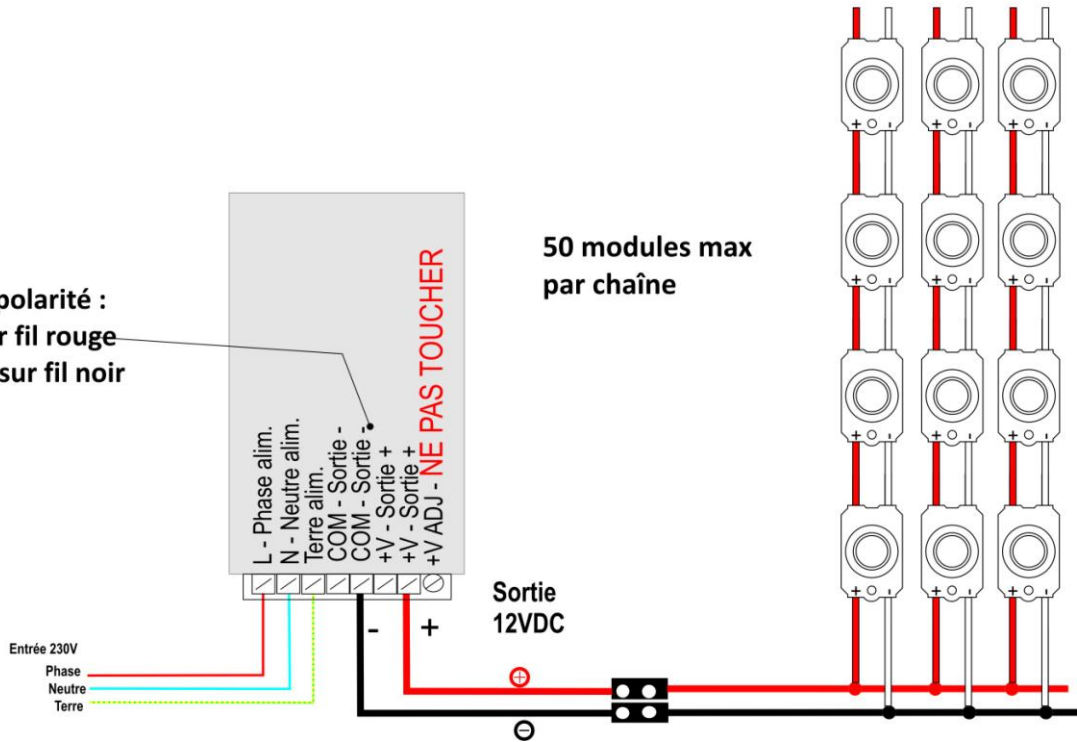 50 modules max
par chaîne
polarité :
r fil rouge
sur fil noir
L - Phase alim.
N - Neutre alim.
Terre alim.
COM - Sortie -
COM - Sortie -
+V - Sortie +
+V - Sortie +
+V ADJ - NE PAS TOUCHER
Sortie
12VDC
- +
Entrée 230V
Phase
Neutre
Terre
+
-
+ - + - + -
+ - + - + -
+ - + - + -
+ - + - + -